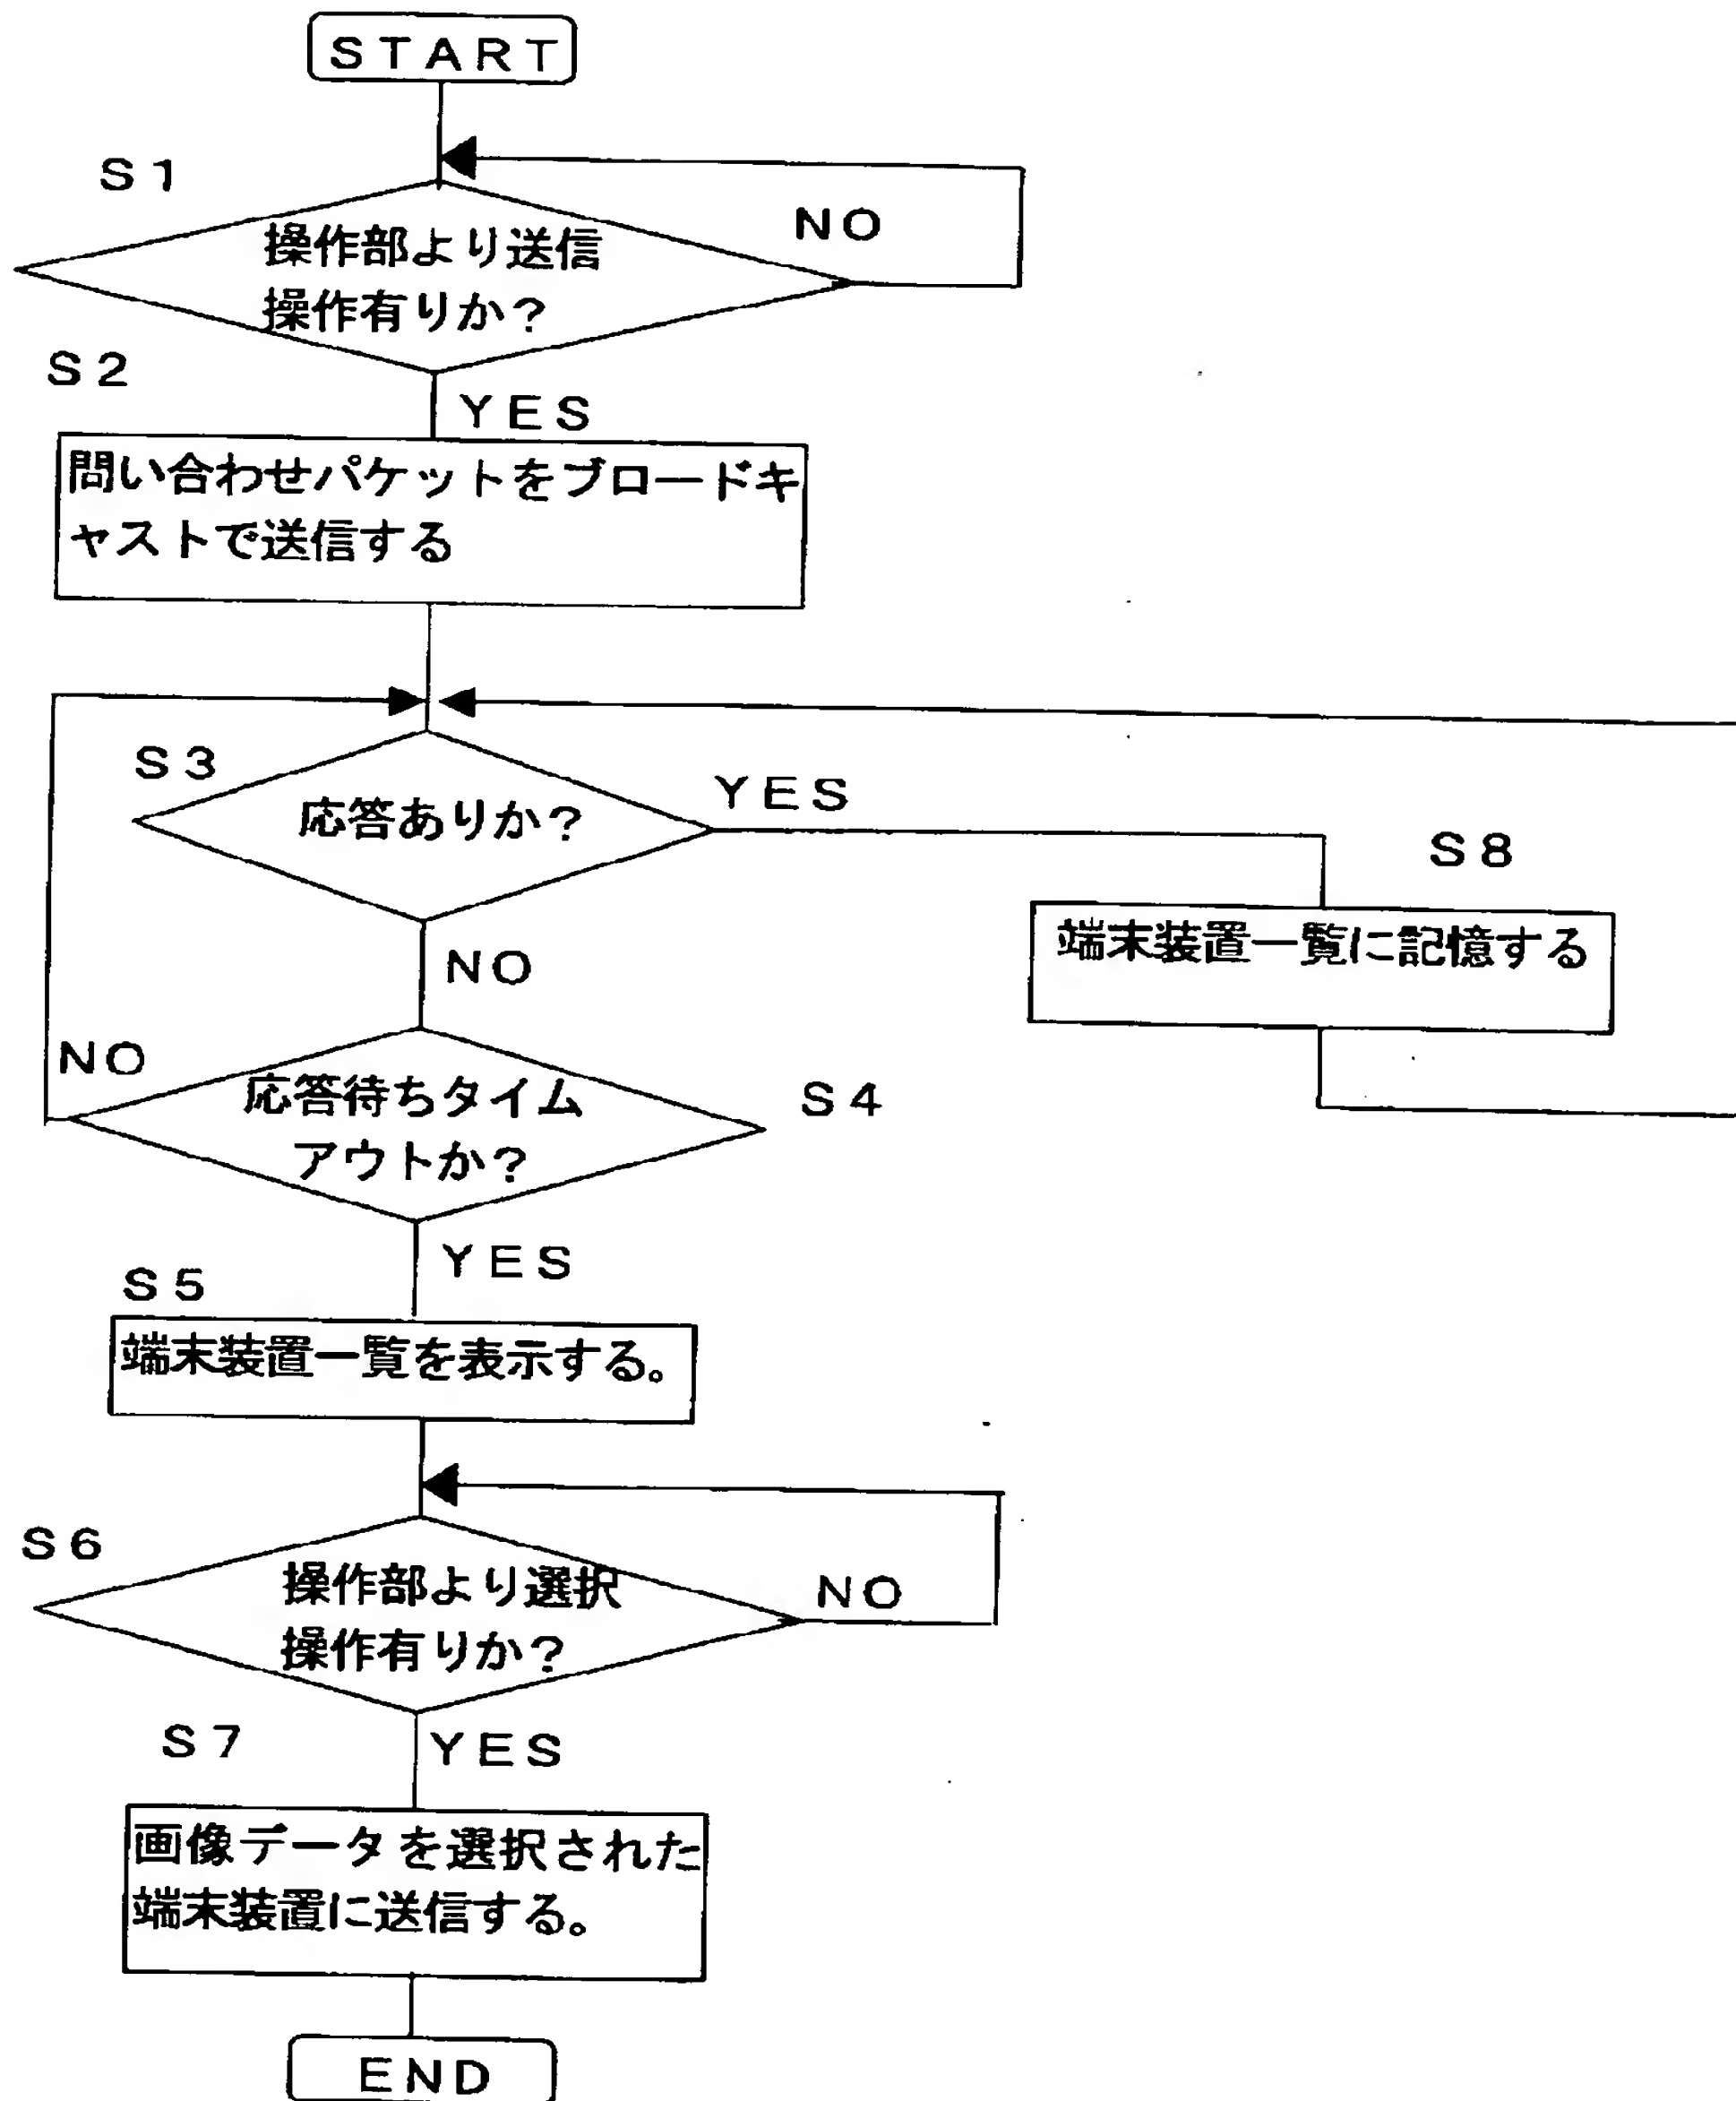 START
S1
操作部より送信
操作有りか？
NO
S2
YES
問い合わせパケットをブロードキ
ャストで送信する
S3
応答ありか？
YES
S8
端末装置一覧に記憶する
NO
NO
応答待ちタイム
アウトか？
S4
YES
S5
端末装置一覧を表示する。
S6
操作部より選択
操作有りか？
NO
S7
YES
画像データを選択された
端末装置に送信する。
END